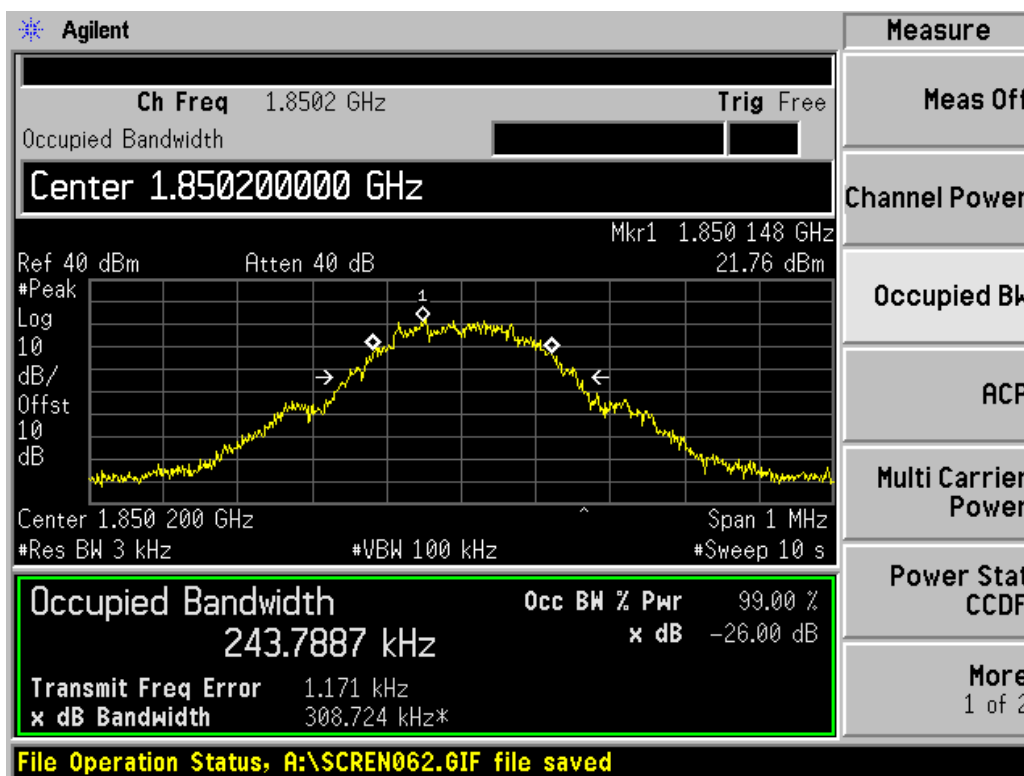 Agilent
Measure
Ch Freq 1.8502 GHz Trig Free
Occupied Bandwidth
Center 1.850200000 GHz
Mkr1 1.850 148 GHz
Ref 40 dBm Atten 40 dB 21.76 dBm
#Peak
Log
10
dB/
Offst
10
dB
1
Center 1.850 200 GHz Span 1 MHz
#Res BW 3 kHz #VBW 100 kHz #Sweep 10 s
Occupied Bandwidth
243.7887 kHz
Occ BW % Pwr 99.00 %
x dB -26.00 dB
Transmit Freq Error 1.171 kHz
x dB Bandwidth 308.724 kHz*
File Operation Status, A:\SCREN062.GIF file saved
Meas Off
Channel Power
Occupied BW
ACP
Multi Carrier
Power
Power Stat
CCDF
More
1 of 2